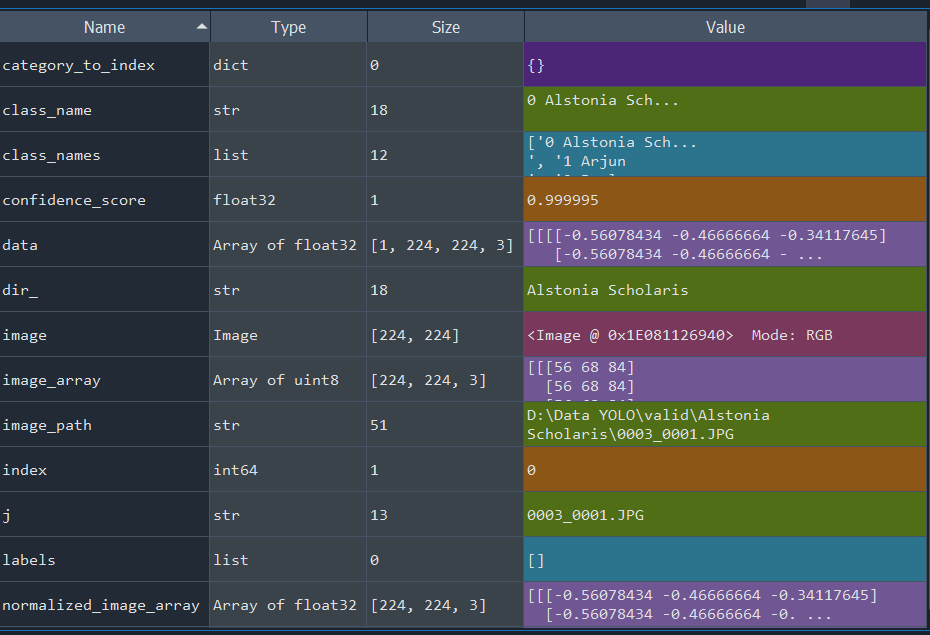 Name Type Size Value
category_to_index dict 0 {}
class_name str 18 0 Alstonia Sch...
class_names list 12 ['0 Alstonia Sch...
', '1 Arjun
confidence_score float32 1 0.999995
data Array of float32 [1, 224, 224, 3] [[[[-0.56078434 -0.46666664 -0.34117645]
[-0.56078434 -0.46666664 - ...
dir_ str 18 Alstonia Scholaris
image Image [224, 224] <Image @ 0x1E081126940> Mode: RGB
image_array Array of uint8 [224, 224, 3] [[[56 68 84]
[56 68 84]
image_path str 51 D:\Data YOLO\valid\Alstonia
Scholaris\0003_0001.JPG
index int64 1 0
j str 13 0003_0001.JPG
labels list 0 []
normalized_image_array Array of float32 [224, 224, 3] [[[-0.56078434 -0.46666664 -0.34117645]
[-0.56078434 -0.46666664 -0. ...